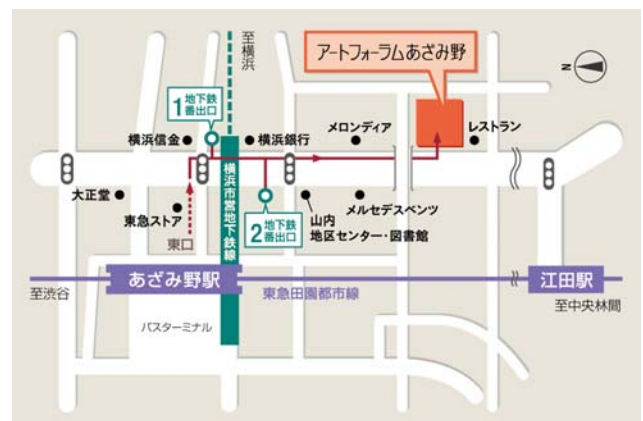 至横浜
アートフォーラムあざみ野
N
1 地下鉄
番出口
横浜信金
横浜銀行
メロンディア
レストラン
横浜市営地下鉄線
大正堂
東急ストア
東口
2 地下鉄
番出口
山内
地区センター・図書館
メルセデスベンツ
あざみ野駅
東急田園都市線
江田駅
至渋谷
至中央林間
バスターミナル